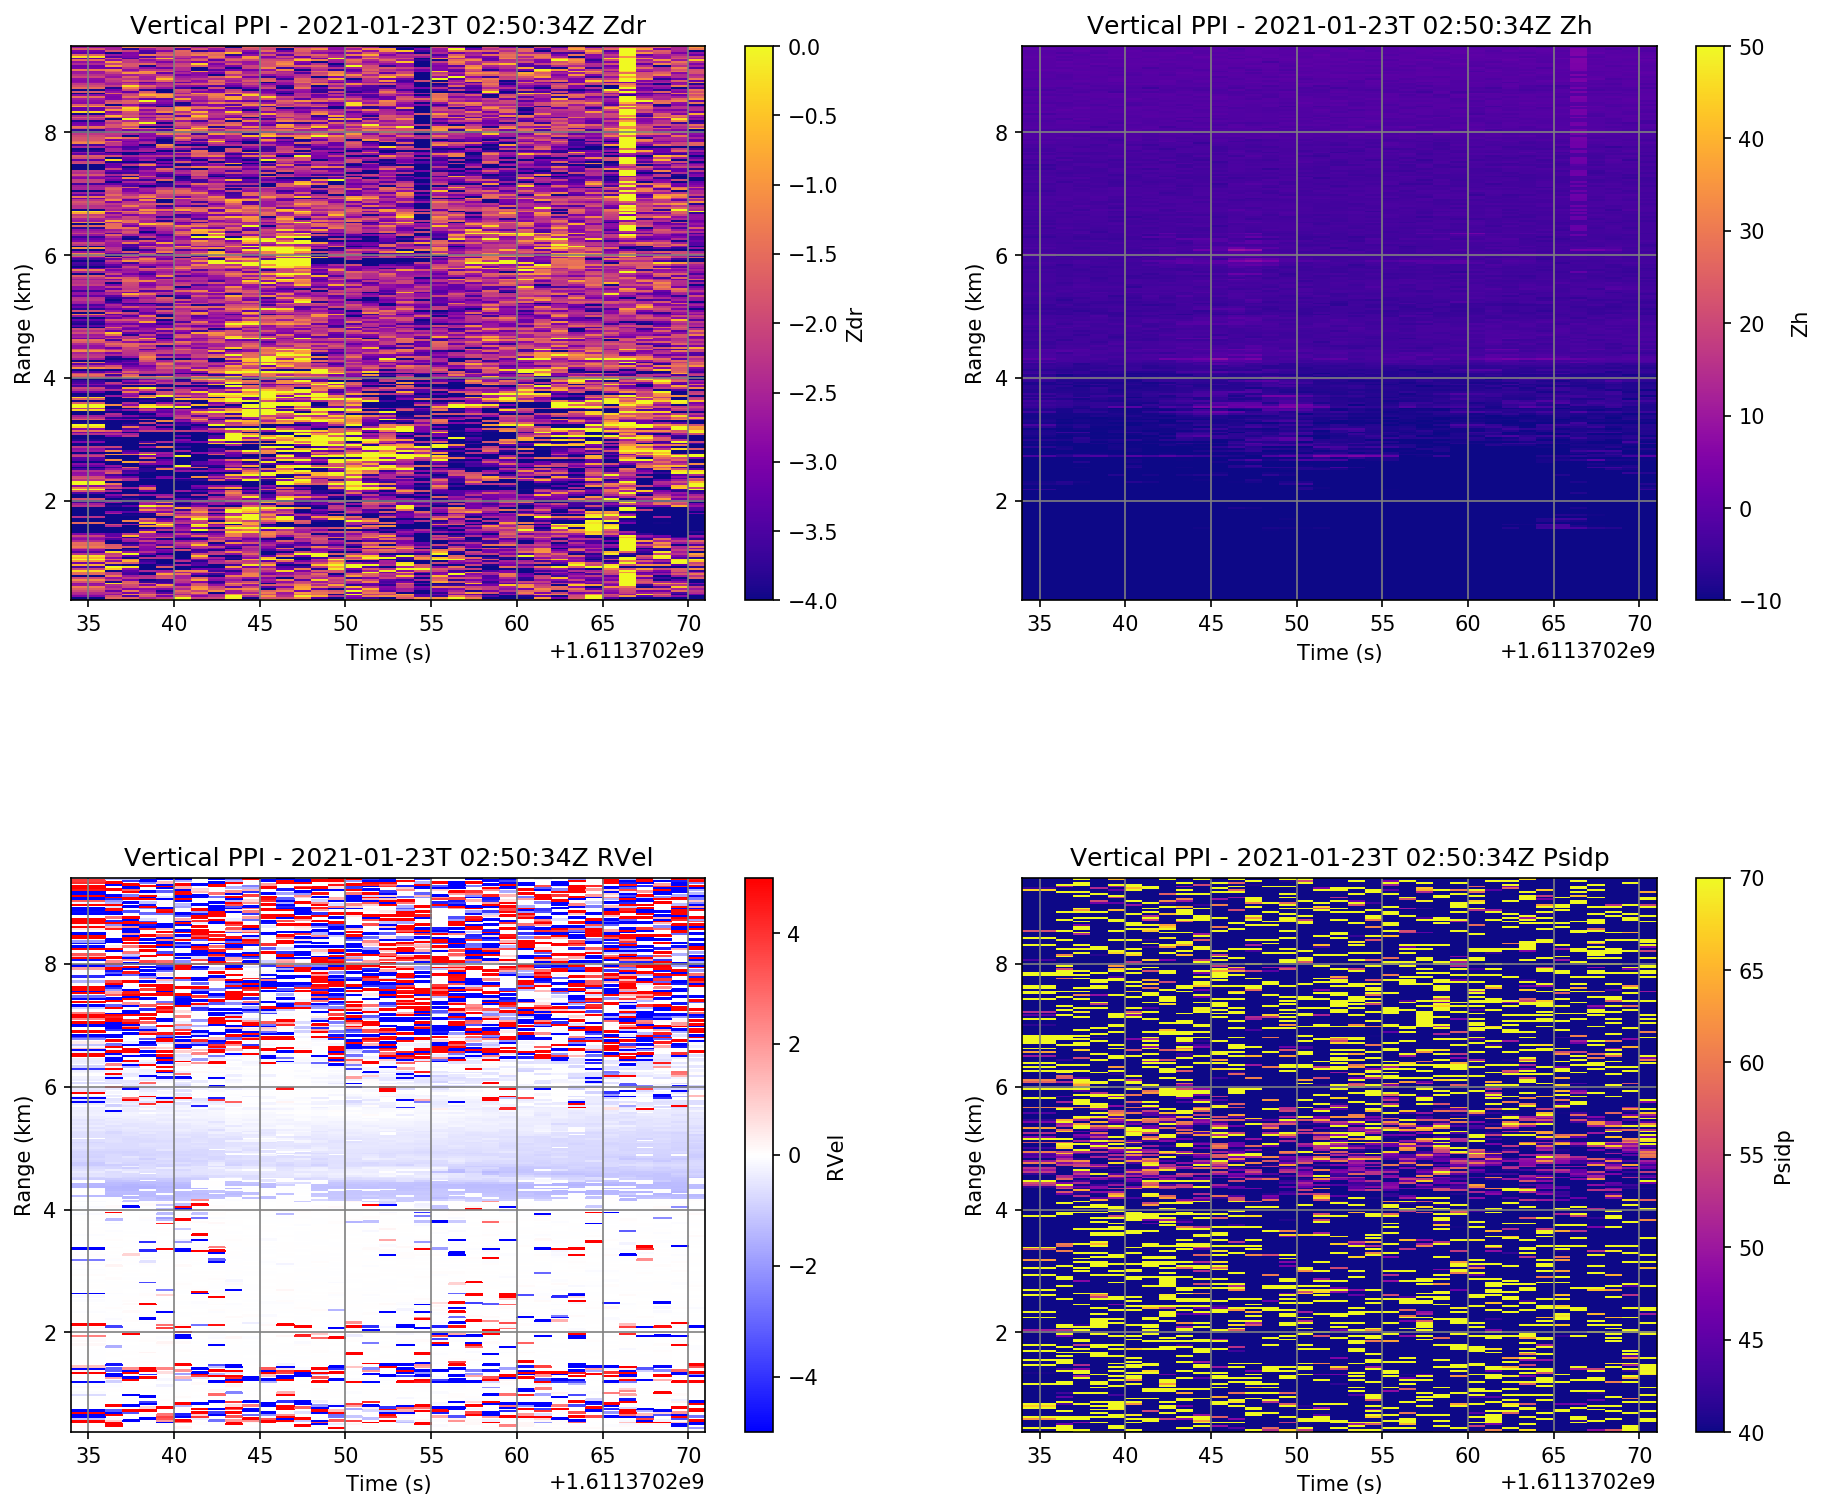 Vertical PPI - 2021-01-23T 02:50:34Z Zdr
Range (km)
8
6
4
2
35 40 45 50 55 60 65 70
Time (s)
+1.6113702e9
0.0
−0.5
−1.0
−1.5
−2.0
−2.5
−3.0
−3.5
−4.0
Zdr
Vertical PPI - 2021-01-23T 02:50:34Z Zh
Range (km)
8
6
4
2
35 40 45 50 55 60 65 70
Time (s)
+1.6113702e9
50
40
30
20
10
0
−10
Zh
Vertical PPI - 2021-01-23T 02:50:34Z RVel
Range (km)
8
6
4
2
35 40 45 50 55 60 65 70
Time (s)
+1.6113702e9
4
2
0
−2
−4
RVel
Vertical PPI - 2021-01-23T 02:50:34Z Psidp
Range (km)
8
6
4
2
35 40 45 50 55 60 65 70
Time (s)
+1.6113702e9
70
65
60
55
50
45
40
Psidp